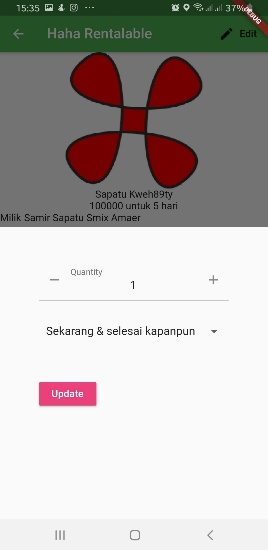 15:35
37%
DEBUG
Haha Rentalable
Edit
Sapatu Kweh89ty
100000 untuk 5 hari
Milik Samir Sapatu Smix Amaer
Quantity
1
Sekarang & selesai kapanpun
Update